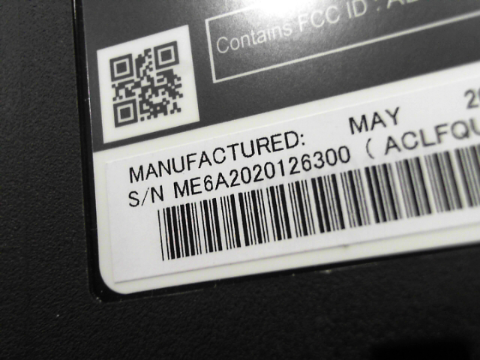 Contains FCC ID :
MANUFACTURED: MAY
S/N ME6A2020126300 ( ACLFQU